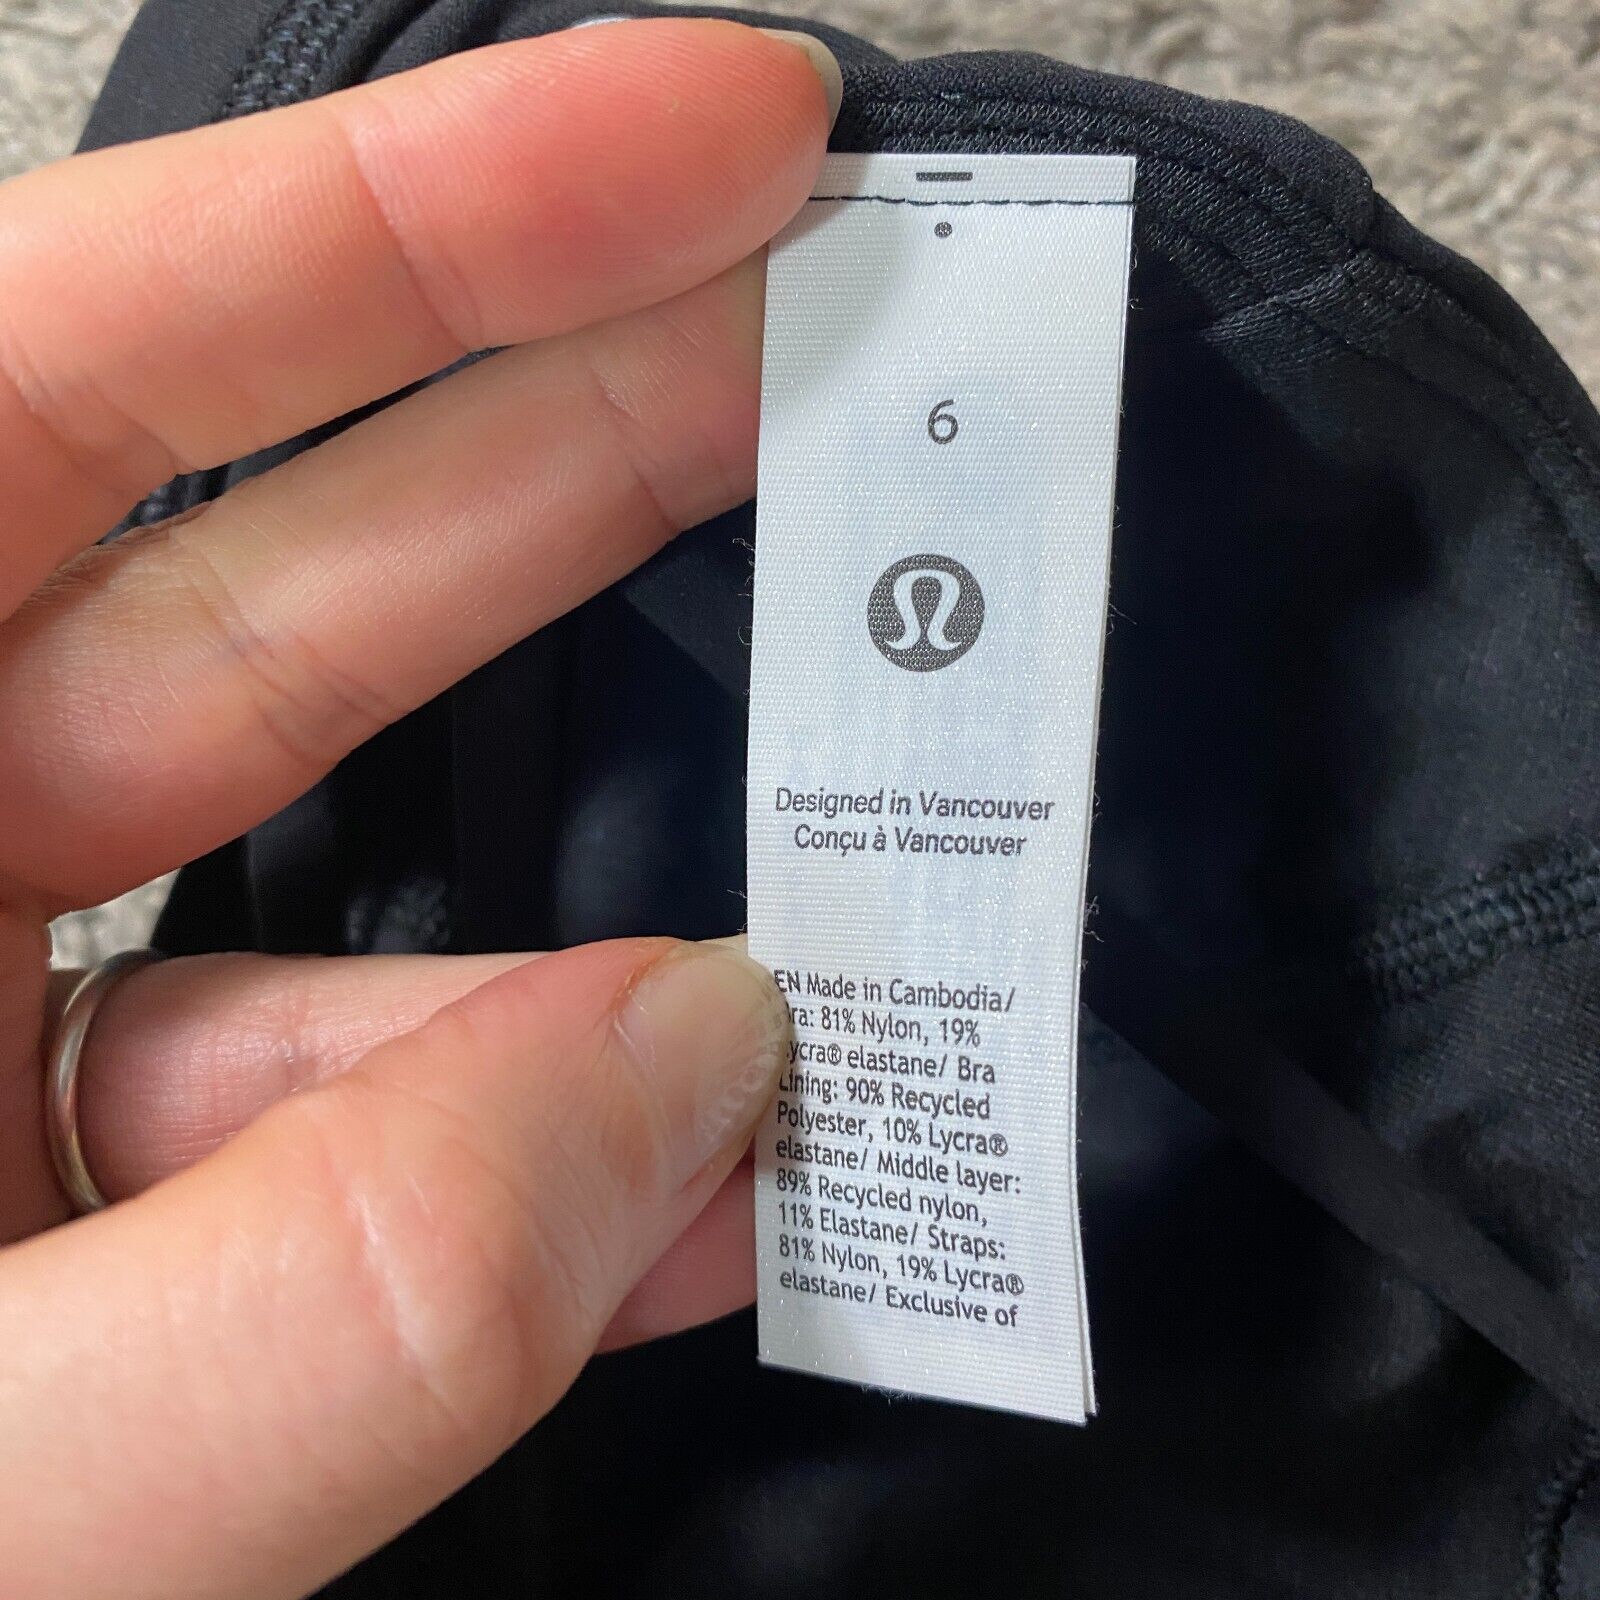 6
Designed in Vancouver
Conçu à Vancouver
EN Made in Cambodia/
81% Nylon, 19%
elastane/ Bra
Lining: 90% Recycled
Polyester, 10% Lycra®
elastane/ Middle layer:
89% Recycled nylon,
11% Elastane/ Straps:
81% Nylon, 19% Lycra®
elastane/ Exclusive of